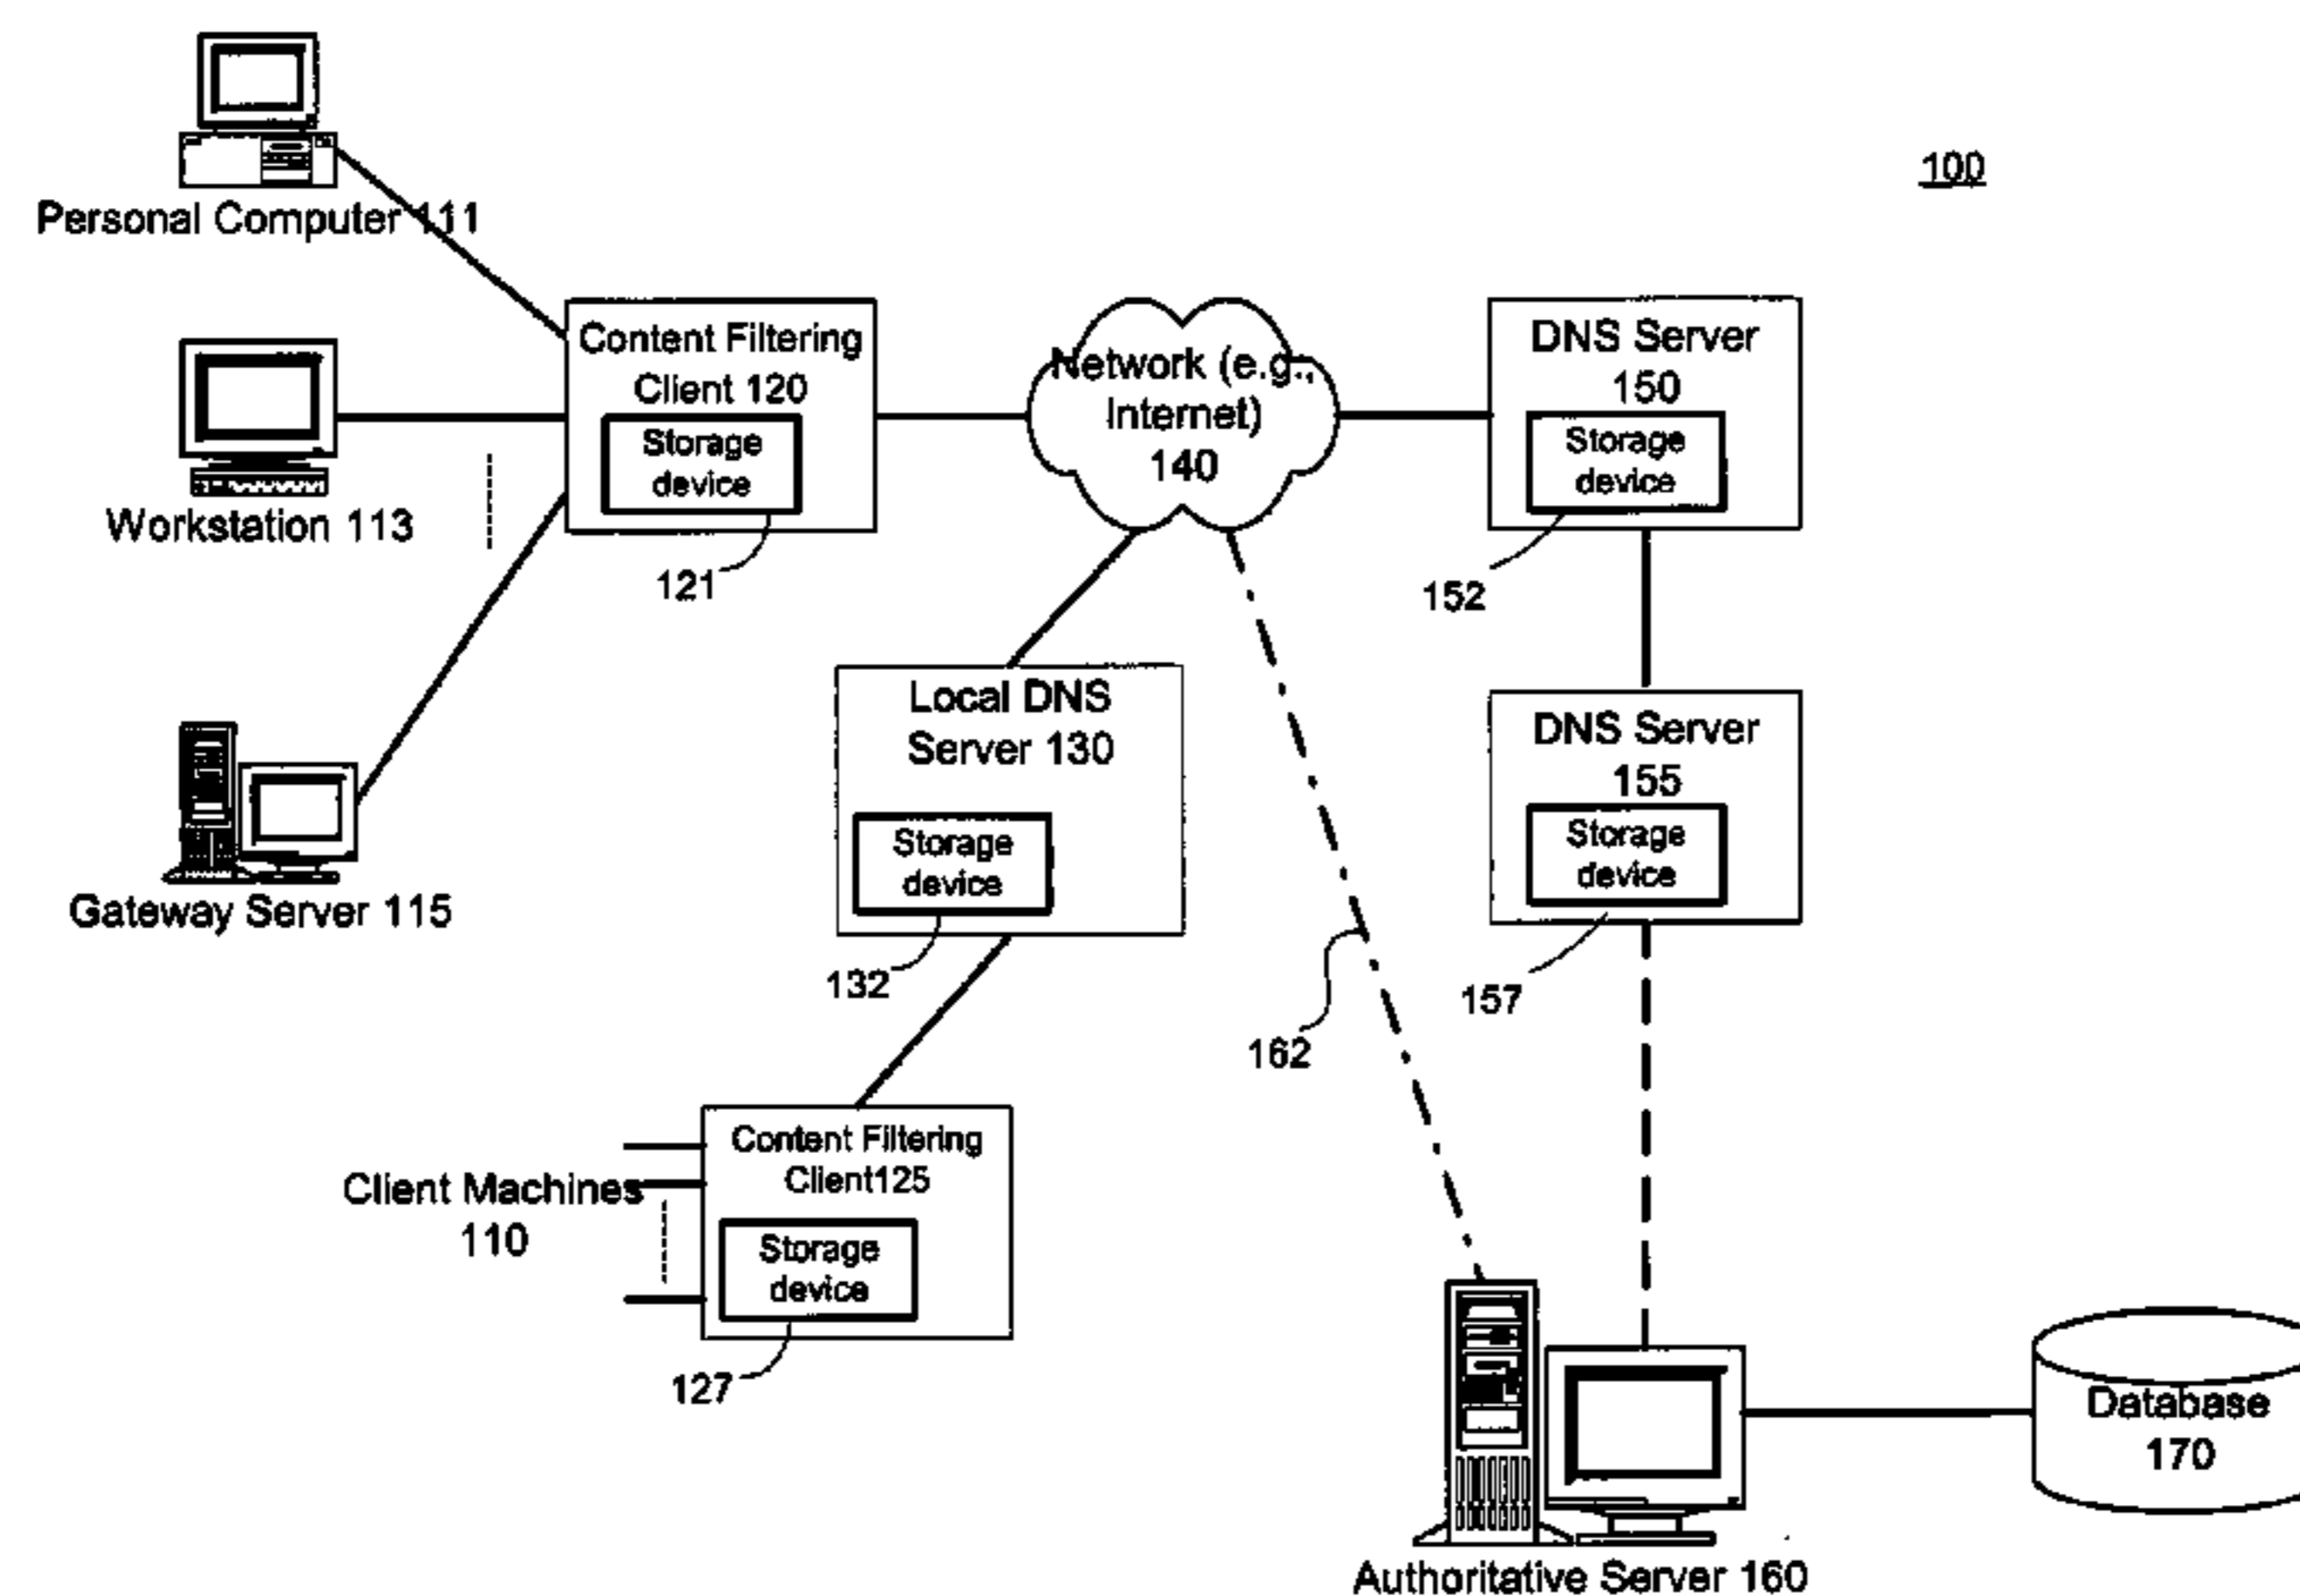 100
Personal Computer 111
Workstation 113
Gateway Server 115
Content Filtering
Client 120
Storage
device
121
Network (e.g.,
Internet)
140
DNS Server
150
Storage
device
152
Local DNS
Server 130
Storage
device
132
DNS Server
155
Storage
device
157
162
Client Machines
110
Content Filtering
Client125
Storage
device
127
Authoritative Server 160
Database
170